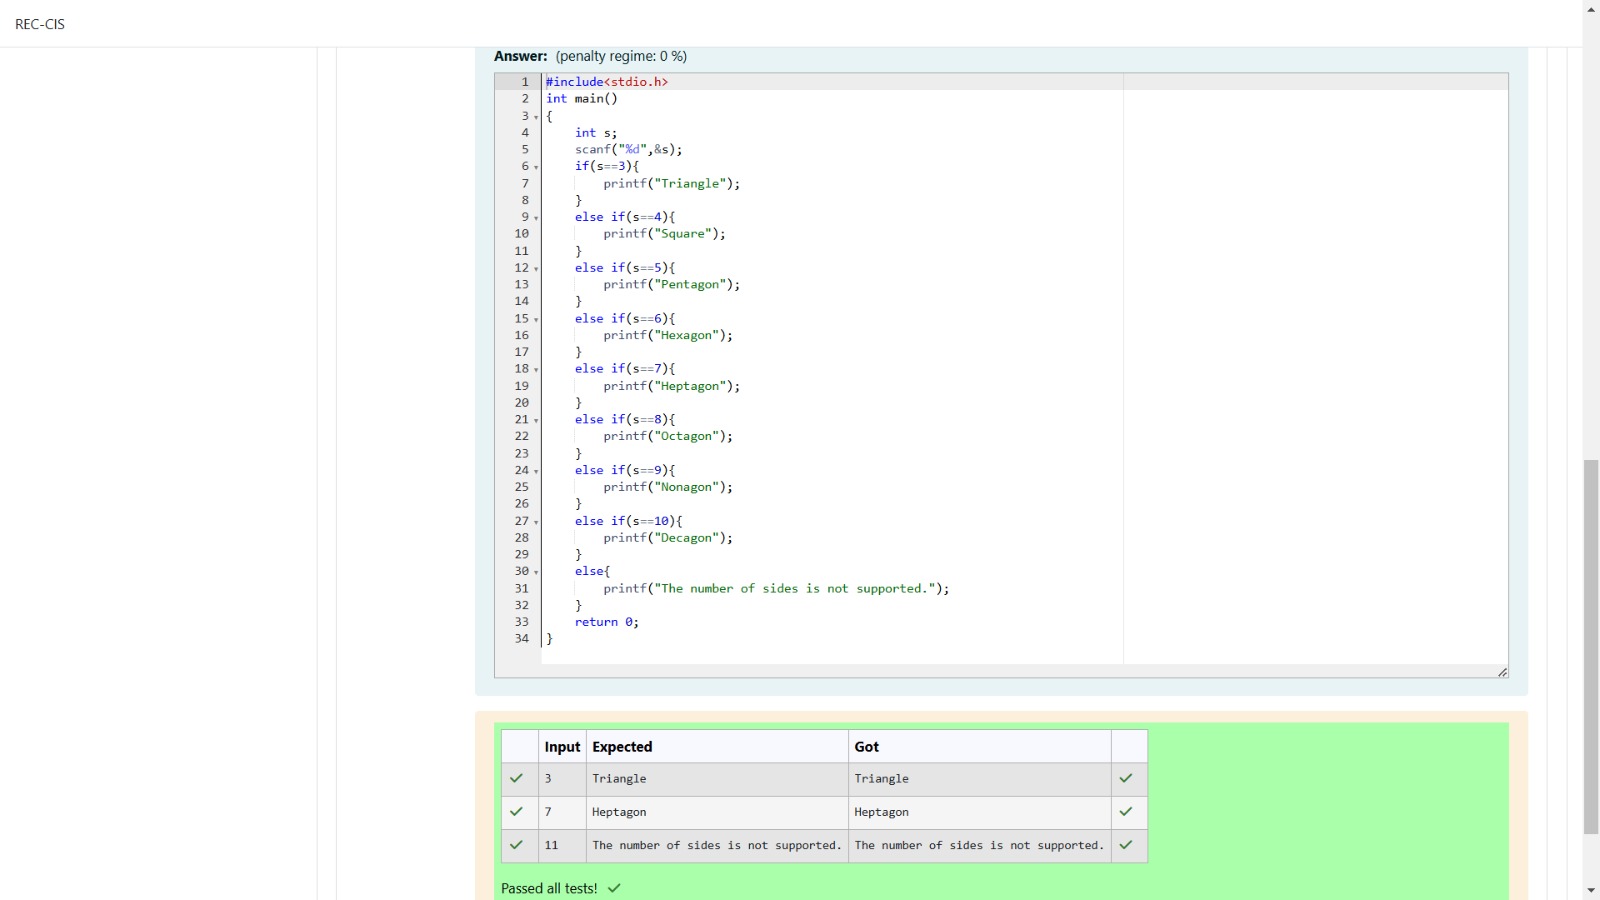 REC-CIS
Answer: (penalty regime: 0 %)
1 #include<stdio.h>
2 int main()
3 {
4     int s;
5     scanf("%d",&s);
6     if(s==3){
7         printf("Triangle");
8     }
9     else if(s==4){
10         printf("Square");
11     }
12     else if(s==5){
13         printf("Pentagon");
14     }
15     else if(s==6){
16         printf("Hexagon");
17     }
18     else if(s==7){
19         printf("Heptagon");
20     }
21     else if(s==8){
22         printf("Octagon");
23     }
24     else if(s==9){
25         printf("Nonagon");
26     }
27     else if(s==10){
28         printf("Decagon");
29     }
30     else{
31         printf("The number of sides is not supported.");
32     }
33     return 0;
34 }
Input Expected Got
3 Triangle Triangle
7 Heptagon Heptagon
11 The number of sides is not supported. The number of sides is not supported.
Passed all tests!